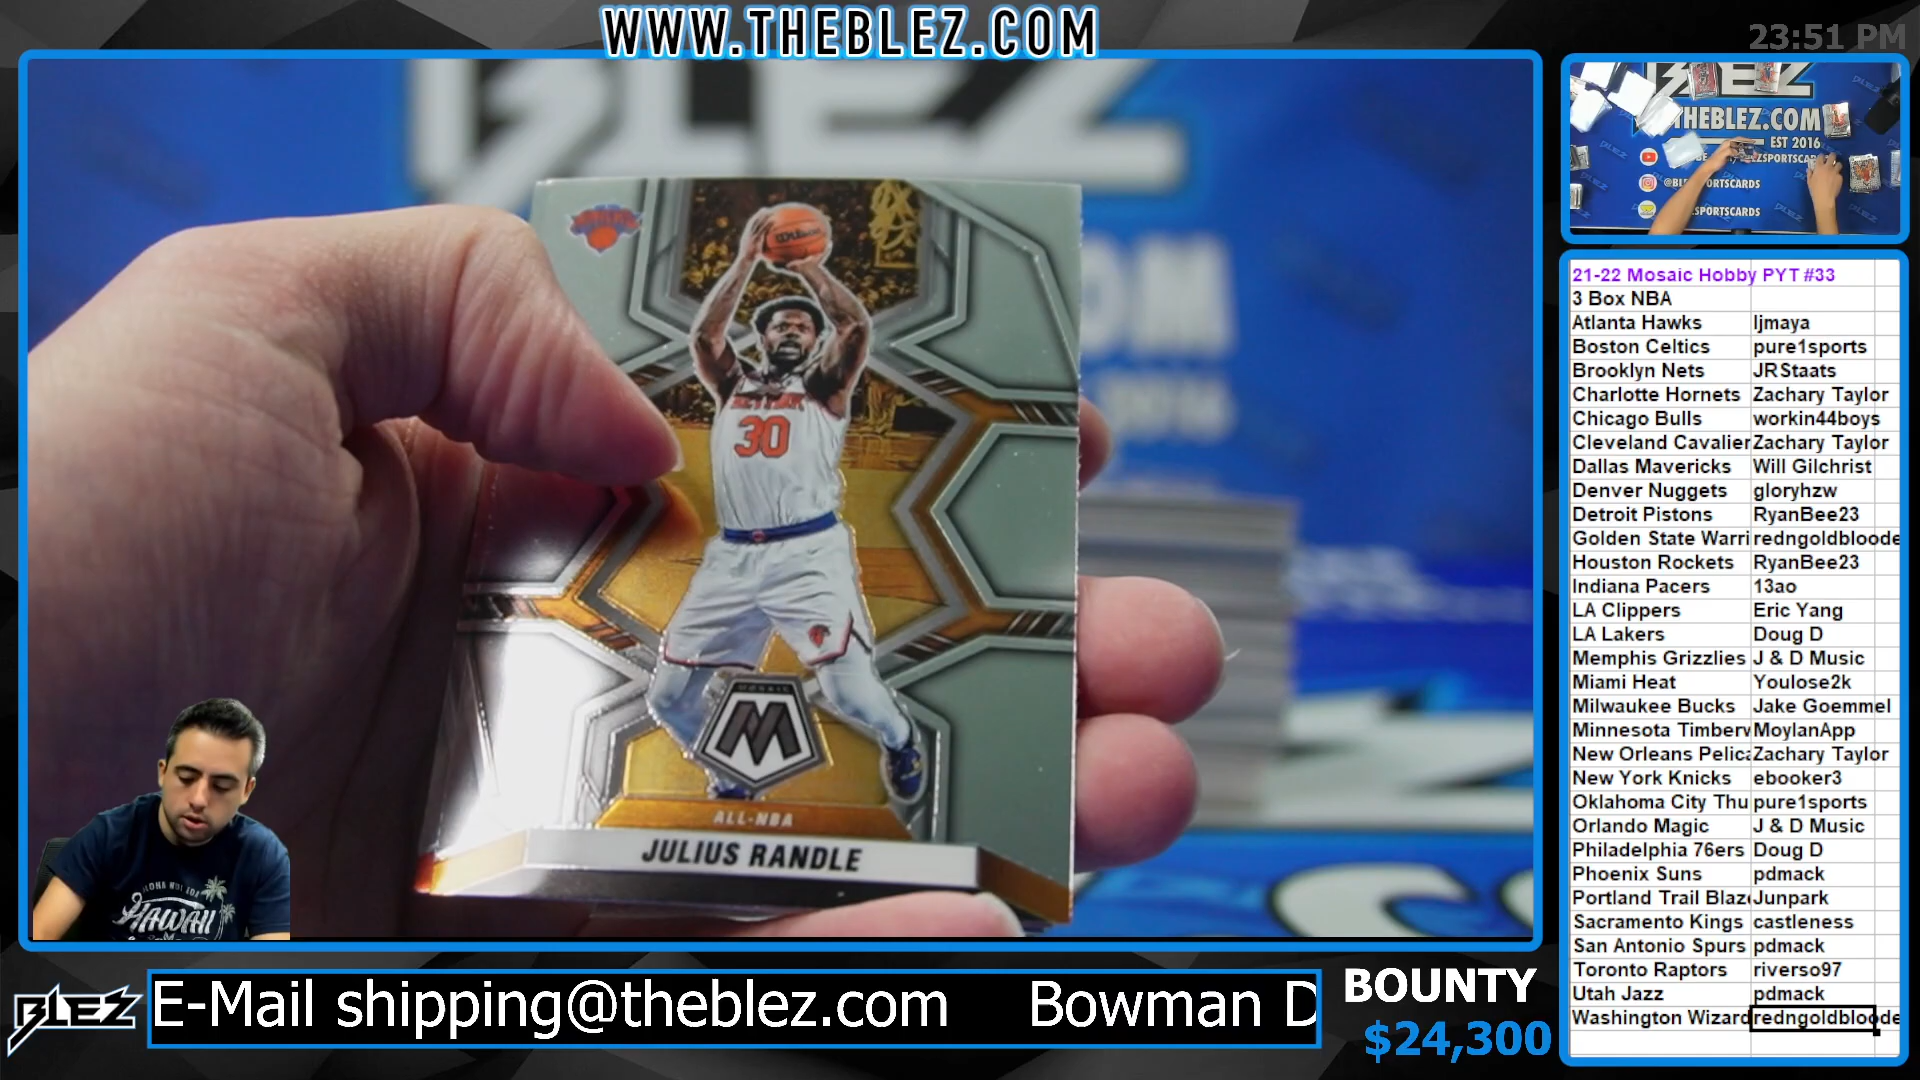 WWW.THEBLEZ.COM
23:51 PM
BLEZ
THEBLEZ.COM
EST 2016
SPORTSCARDS
SPORTSCARDS
Wilson
30
ALL-NBA
JULIUS RANDLE
21-22 Mosaic Hobby PYT #33
3 Box NBA
Atlanta Hawks ljmaya
Boston Celtics pure1sports
Brooklyn Nets JRStaats
Charlotte Hornets Zachary Taylor
Chicago Bulls workin44boys
Cleveland Cavalier Zachary Taylor
Dallas Mavericks Will Gilchrist
Denver Nuggets gloryhzw
Detroit Pistons RyanBee23
Golden State Warri redngoldbloode
Houston Rockets RyanBee23
Indiana Pacers 13ao
LA Clippers Eric Yang
LA Lakers Doug D
Memphis Grizzlies J & D Music
Miami Heat Youlose2k
Milwaukee Bucks Jake Goemmel
Minnesota Timberv MoylanApp
New Orleans Pelica Zachary Taylor
New York Knicks ebooker3
Oklahoma City Thu pure1sports
Orlando Magic J & D Music
Philadelphia 76ers Doug D
Phoenix Suns pdmack
Portland Trail Blaz Junpark
Sacramento Kings castleness
San Antonio Spurs pdmack
Toronto Raptors riverso97
Utah Jazz pdmack
Washington Wizard redngoldbloode
HAWAII
BLEZ
E-Mail shipping@theblez.com Bowman D
BOUNTY
$24,300